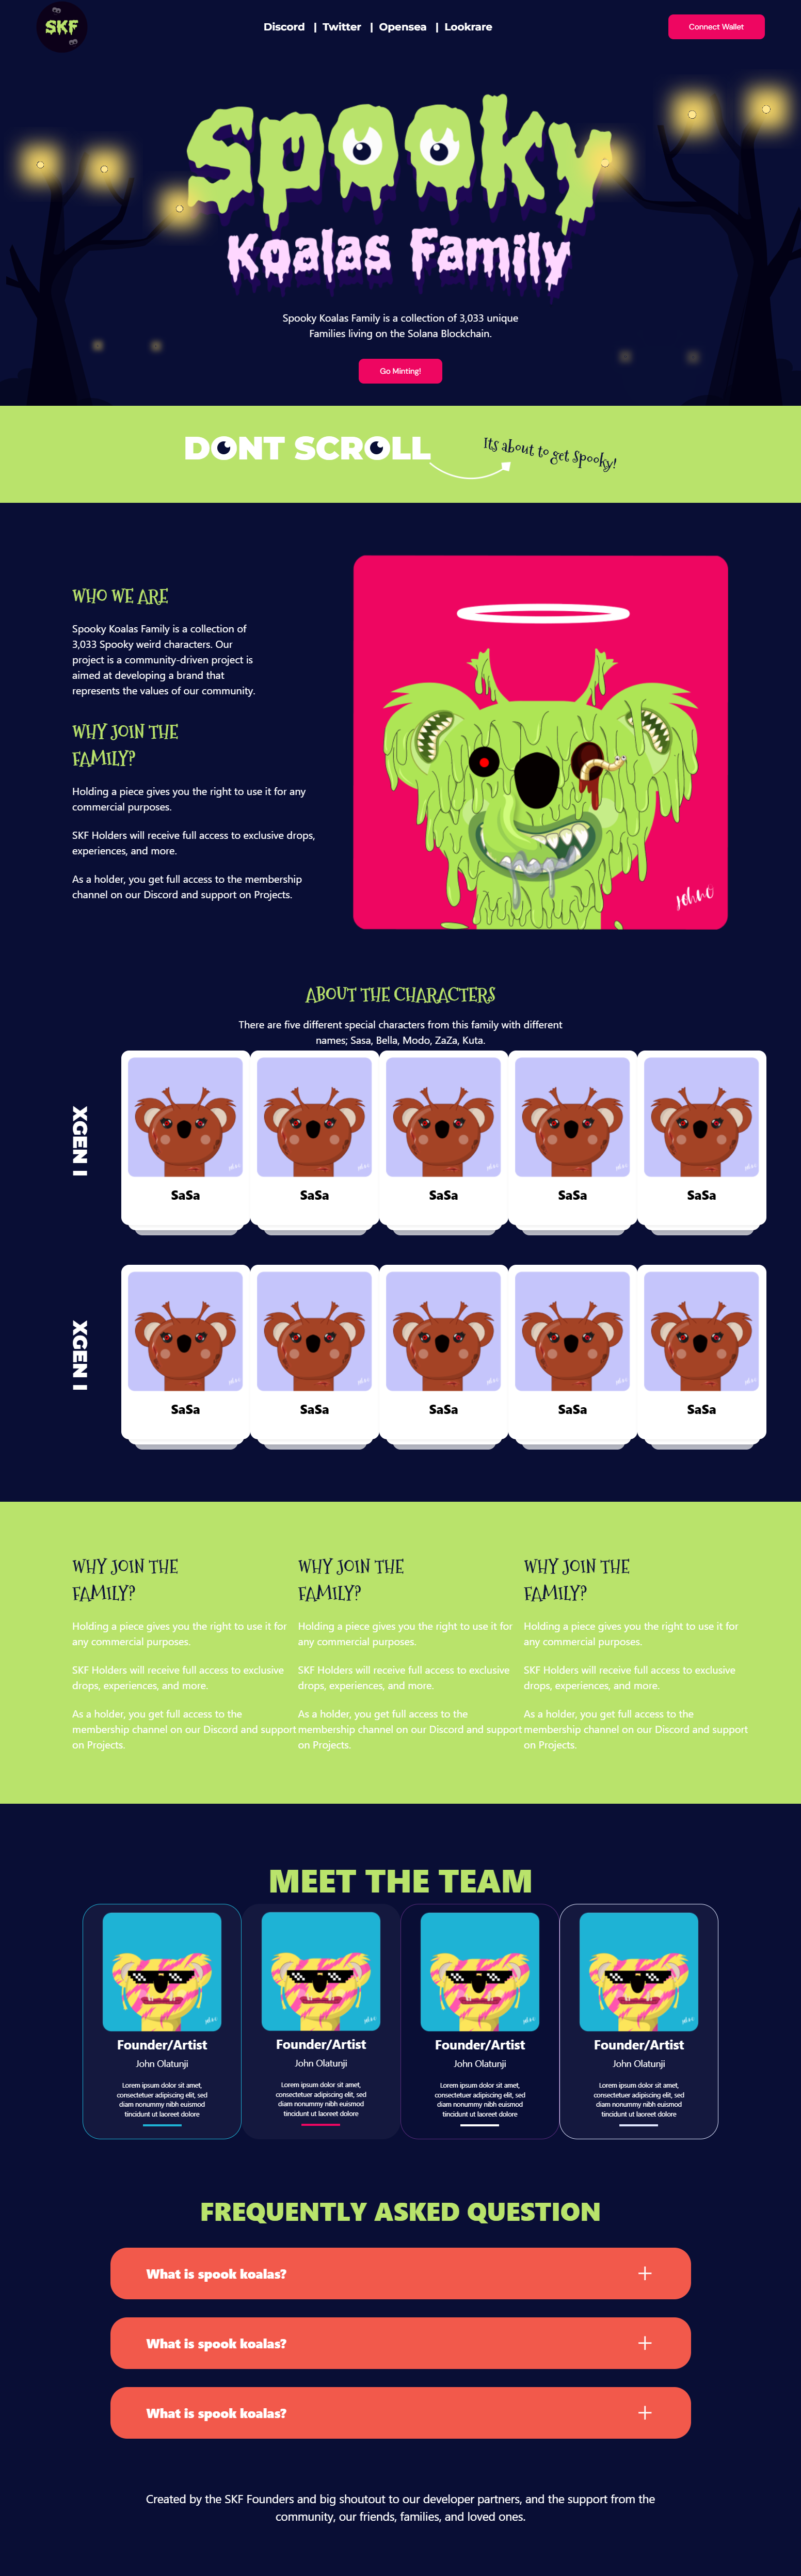 SKF
Discord | Twitter | Opensea | Lookrare
Connect Wallet
Spooky
Koalas Family
Spooky Koalas Family is a collection of 3,033 unique
Families living on the Solana Blockchain.
Go Minting!
DONT SCROLL
Its about to get Spooky!
WHO WE ARE
Spooky Koalas Family is a collection of
3,033 Spooky weird characters. Our
project is a community-driven project is
aimed at developing a brand that
represents the values of our community.
WHY JOIN THE
FAMILY?
Holding a piece gives you the right to use it for any
commercial purposes.
SKF Holders will receive full access to exclusive drops,
experiences, and more.
As a holder, you get full access to the membership
channel on our Discord and support on Projects.
John O
ABOUT THE CHARACTERS
There are five different special characters from this family with different
names; Sasa, Bella, Modo, ZaZa, Kuta.
XGEN I
SaSa
SaSa
SaSa
SaSa
SaSa
XGEN I
SaSa
SaSa
SaSa
SaSa
SaSa
WHY JOIN THE
FAMILY?
Holding a piece gives you the right to use it for
any commercial purposes.
SKF Holders will receive full access to exclusive
drops, experiences, and more.
As a holder, you get full access to the
membership channel on our Discord and support
on Projects.
WHY JOIN THE
FAMILY?
Holding a piece gives you the right to use it for
any commercial purposes.
SKF Holders will receive full access to exclusive
drops, experiences, and more.
As a holder, you get full access to the
membership channel on our Discord and support
on Projects.
WHY JOIN THE
FAMILY?
Holding a piece gives you the right to use it for
any commercial purposes.
SKF Holders will receive full access to exclusive
drops, experiences, and more.
As a holder, you get full access to the
membership channel on our Discord and support
on Projects.
MEET THE TEAM
Founder/Artist
John Olatunji
Lorem ipsum dolor sit amet,
consectetuer adipiscing elit, sed
diam nonummy nibh euismod
tincidunt ut laoreet dolore
Founder/Artist
John Olatunji
Lorem ipsum dolor sit amet,
consectetuer adipiscing elit, sed
diam nonummy nibh euismod
tincidunt ut laoreet dolore
Founder/Artist
John Olatunji
Lorem ipsum dolor sit amet,
consectetuer adipiscing elit, sed
diam nonummy nibh euismod
tincidunt ut laoreet dolore
Founder/Artist
John Olatunji
Lorem ipsum dolor sit amet,
consectetuer adipiscing elit, sed
diam nonummy nibh euismod
tincidunt ut laoreet dolore
FREQUENTLY ASKED QUESTION
What is spook koalas?
What is spook koalas?
What is spook koalas?
Created by the SKF Founders and big shoutout to our developer partners, and the support from the
community, our friends, families, and loved ones.